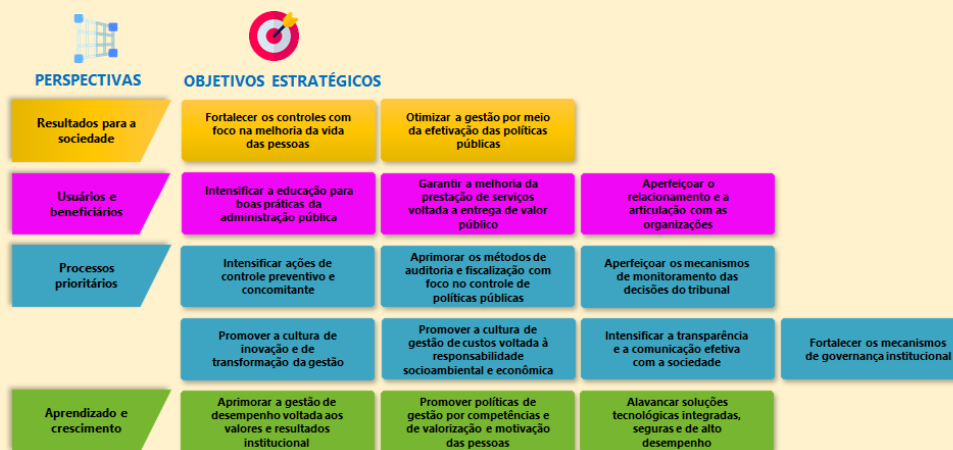 PERSPECTIVAS
OBJETIVOS ESTRATÉGICOS
Resultados para a
sociedade
Fortalecer os controles com
foco na melhoria da vida
das pessoas
Otimizar a gestão por meio
da efetivação das políticas
públicas
Usuários e
beneficiários
Intensificar a educação para
boas práticas da
administração pública
Garantir a melhoria da
prestação de serviços
voltada a entrega de valor
público
Aperfeiçoar o
relacionamento e a
articulação com as
organizações
Processos
prioritários
Intensificar ações de
controle preventivo e
concomitante
Aprimorar os métodos de
auditoria e fiscalização com
foco no controle de
políticas públicas
Aperfeiçoar os mecanismos
de monitoramento das
decisões do tribunal
Promover a cultura de
inovação e de
transformação da gestão
Promover a cultura de
gestão de custos voltada à
responsabilidade
socioambiental e econômica
Intensificar a transparência
e a comunicação efetiva
com a sociedade
Fortalecer os mecanismos
de governança institucional
Aprendizado e
crescimento
Aprimorar a gestão de
desempenho voltada aos
valores e resultados
institucional
Promover políticas de
gestão por competências e
de valorização e motivação
das pessoas
Alavancar soluções
tecnológicas integradas,
seguras e de alto
desempenho